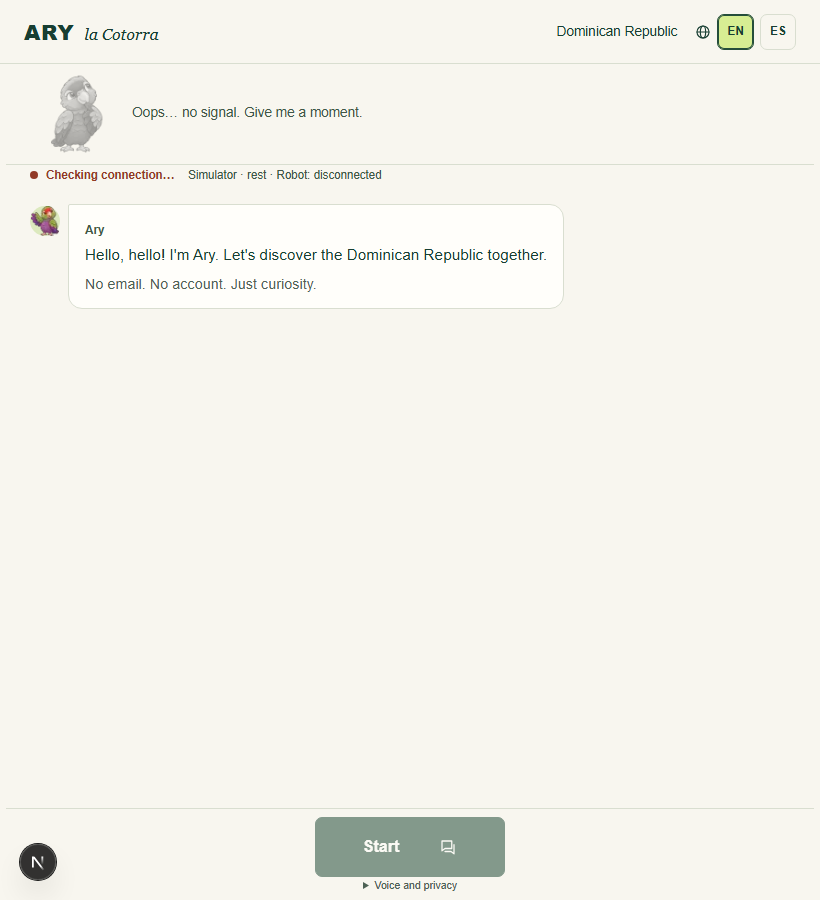 ARY la Cotorra
Dominican Republic
EN
ES
Oops... no signal. Give me a moment.
Checking connection... Simulator · rest · Robot: disconnected
Ary
Hello, hello! I'm Ary. Let's discover the Dominican Republic together.
No email. No account. Just curiosity.
Start
N
Voice and privacy